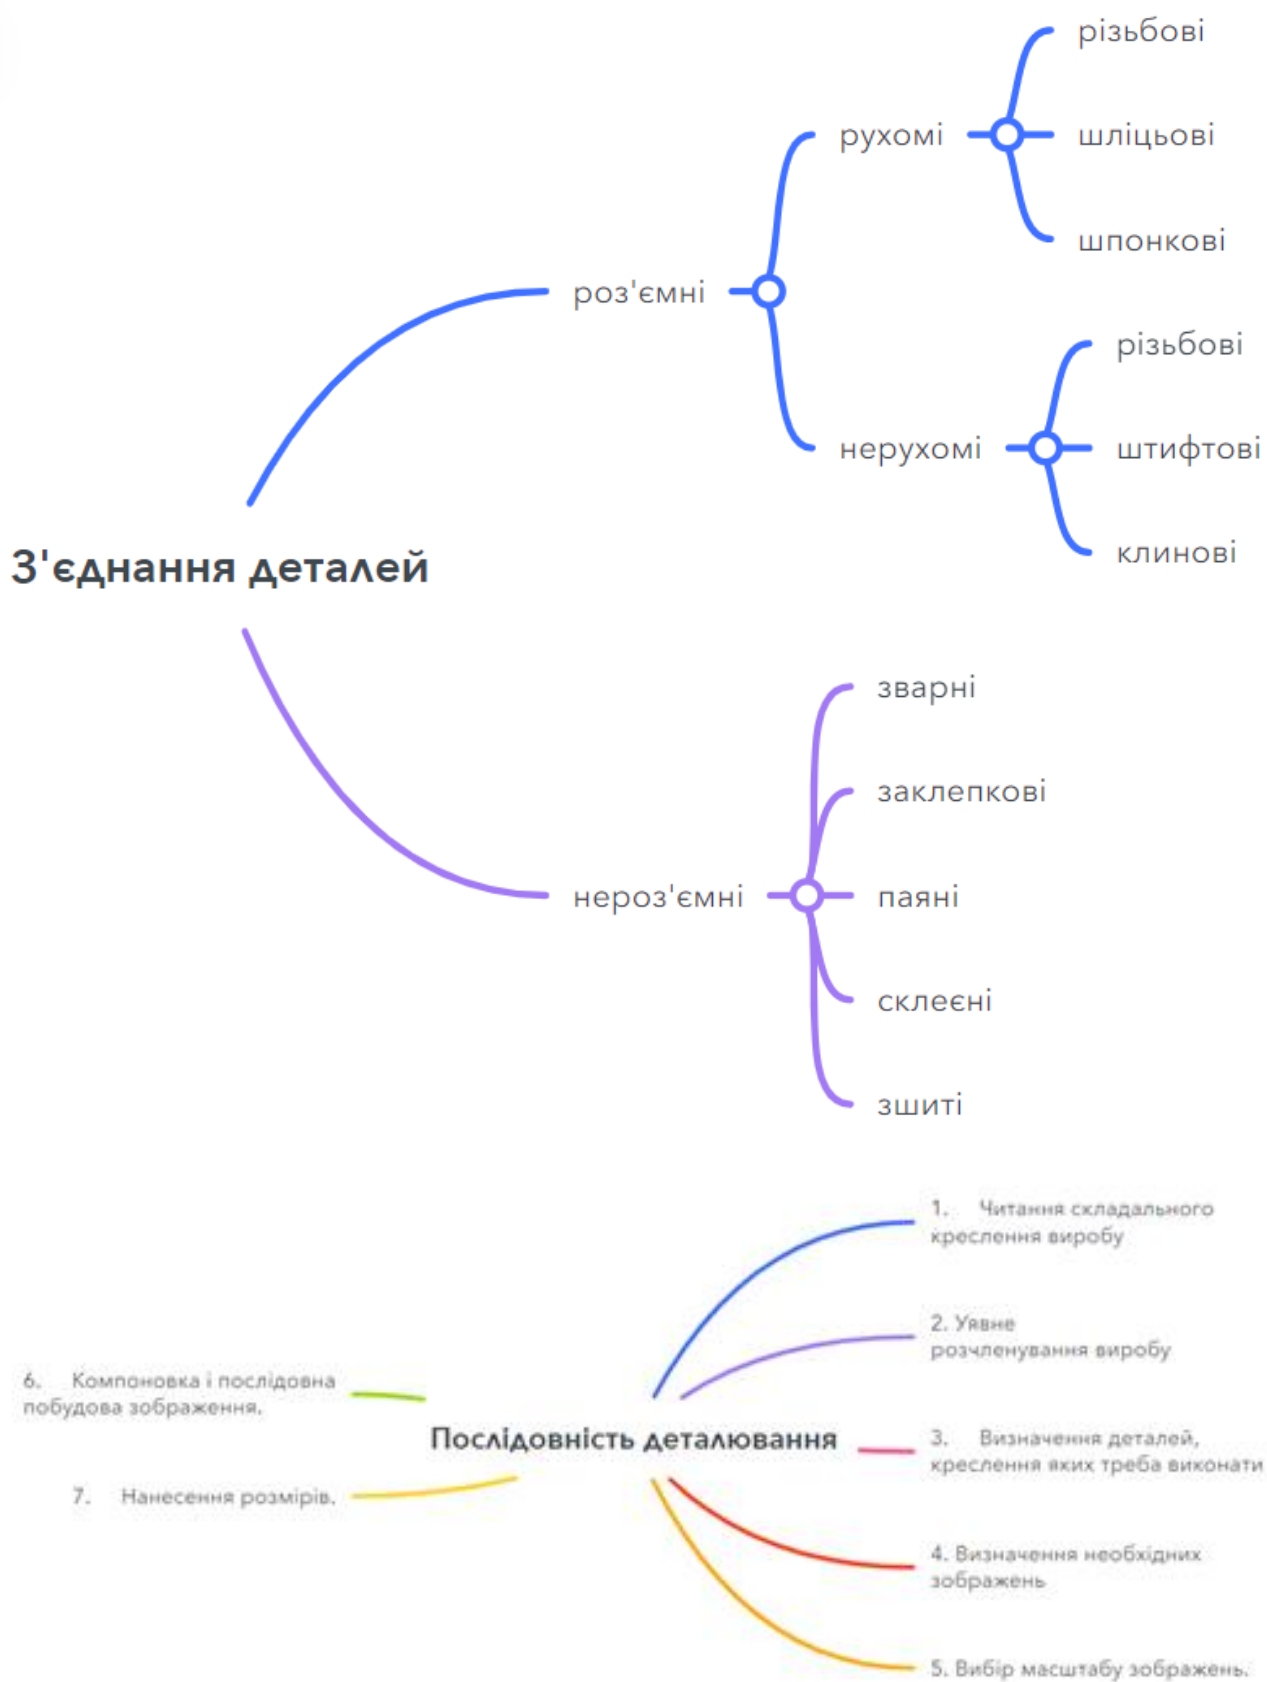 З'єднання деталей
роз'ємні
рухомі
різьбові
шліцьові
шпонкові
нерухомі
різьбові
штифтові
клинові
нероз'ємні
зварні
заклепкові
паяні
склеєні
зшиті
Послідовність деталювання
1. Читання складального
креслення виробу
2. Уявне
розчленування виробу
3. Визначення деталей,
креслення яких треба виконати
4. Визначення необхідних
зображень
5. Вибір масштабу зображень.
6. Компоновка і послідовна
побудова зображення.
7. Нанесення розмірів.